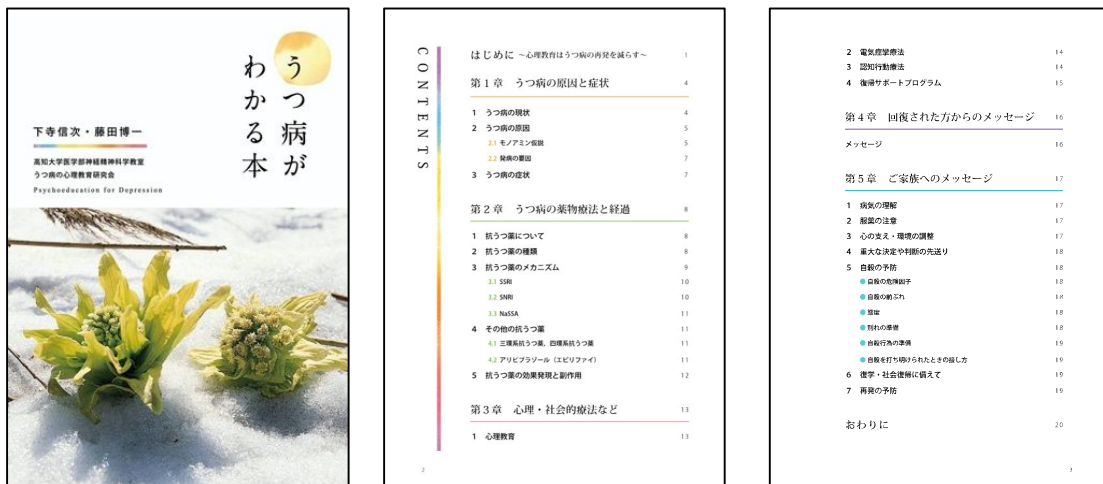 うつ病が
わかる本
下寺信次・藤田博一
高知大学医学部神経精神科学教室
うつ病の心理教育研究会
Psychoeducation for Depression
CONTENTS
はじめに ～心理教育はうつ病の再発を減らす～ 1
第1章 うつ病の原因と症状 4
1 うつ病の現状 4
2 うつ病の原因 5
2.1 モノアミン仮説 5
2.2 発病の要因 7
3 うつ病の症状 7
第2章 うつ病の薬物療法と経過 8
1 抗うつ薬について 8
2 抗うつ薬の種類 8
3 抗うつ薬のメカニズム 9
3.1 SSRI 10
3.2 SNRI 10
3.3 NaSSA 11
4 その他の抗うつ薬 11
4.1 三環系抗うつ薬、四環系抗うつ薬 11
4.2 アリピプラゾール（エビリファイ） 11
5 抗うつ薬の効果発現と副作用 12
第3章 心理・社会的療法など 13
1 心理教育 13
2
2 電気痙攣療法 14
3 認知行動療法 14
4 復帰サポートプログラム 15
第4章 回復された方からのメッセージ 16
メッセージ 16
第5章 ご家族へのメッセージ 17
1 病気の理解 17
2 服薬の注意 17
3 心の支え・環境の調整 17
4 重大な決定や判断の先送り 18
5 自殺の予防 18
自殺の危険因子 18
自殺の前ぶれ 18
態度 18
別れの準備 18
自殺行為の準備 19
自殺を打ち明けられたときの接し方 19
6 復学・社会復帰に備えて 19
7 再発の予防 19
おわりに 20
3